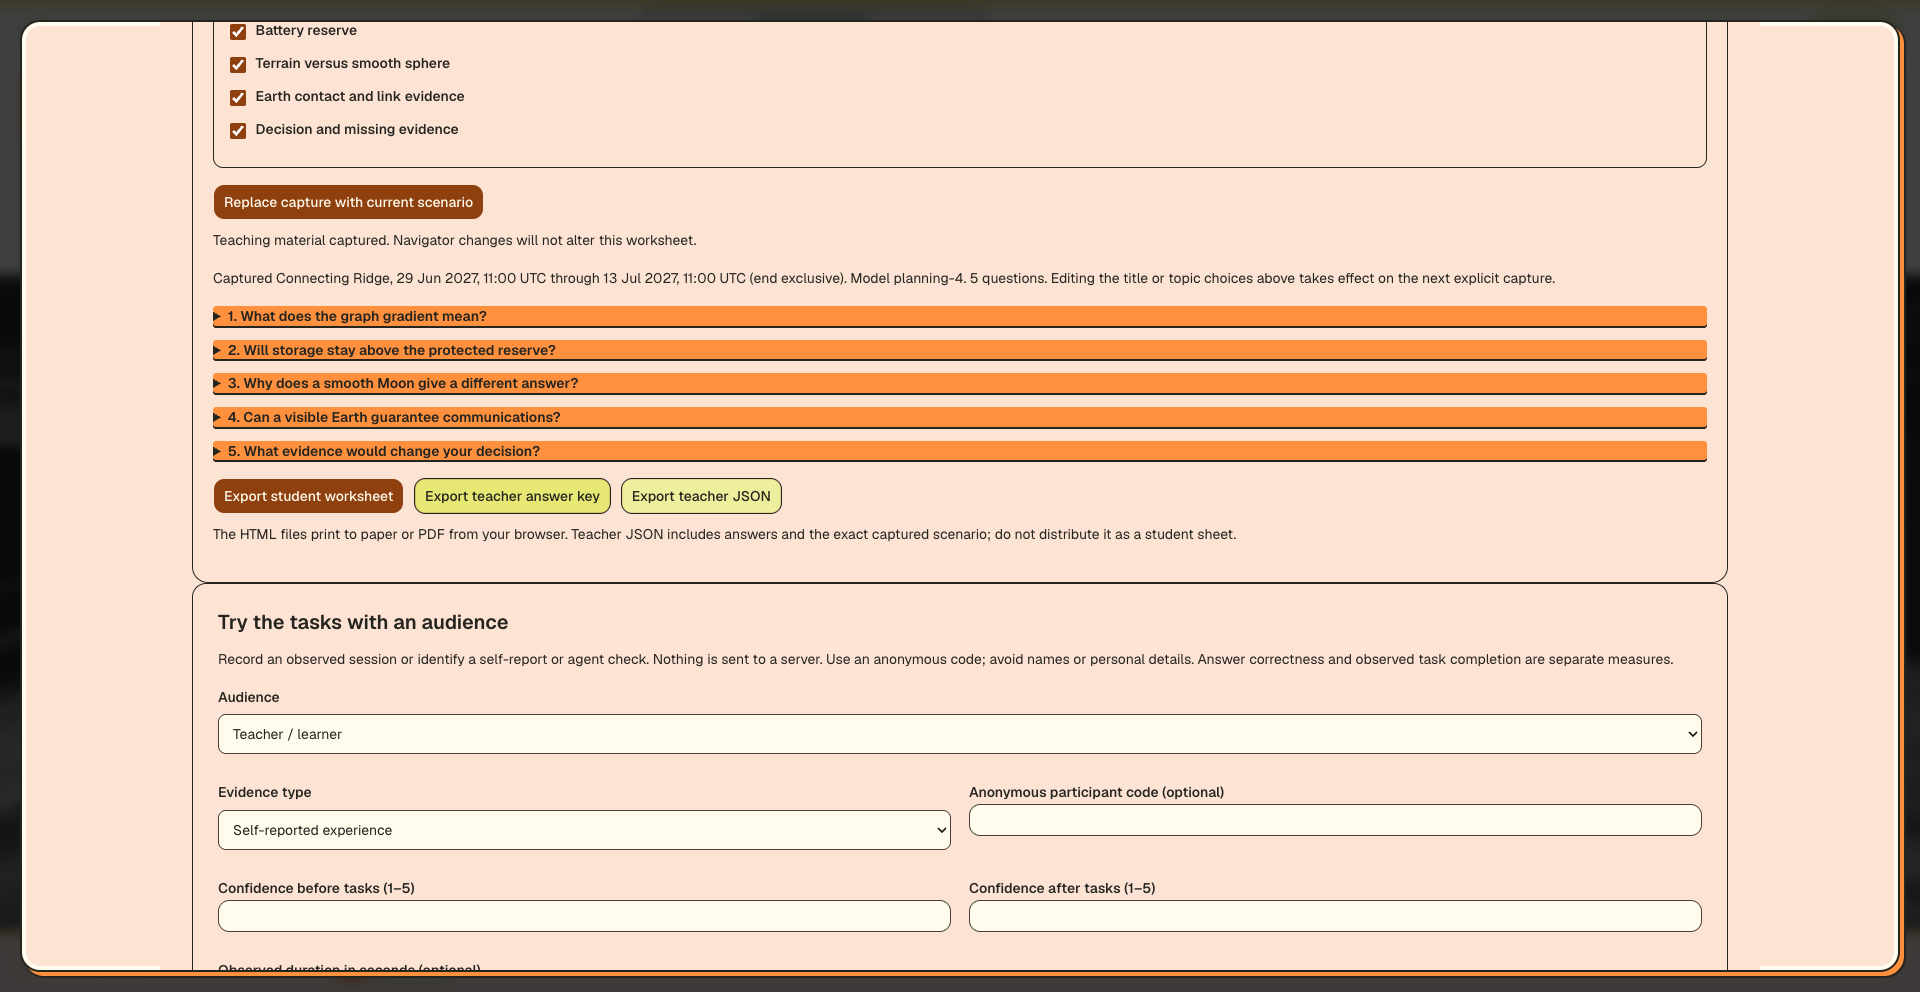 Battery reserve
Terrain versus smooth sphere
Earth contact and link evidence
Decision and missing evidence
Replace capture with current scenario
Teaching material captured. Navigator changes will not alter this worksheet.
Captured Connecting Ridge, 29 Jun 2027, 11:00 UTC through 13 Jul 2027, 11:00 UTC (end exclusive). Model planning-4. 5 questions. Editing the title or topic choices above takes effect on the next explicit capture.
1. What does the graph gradient mean?
2. Will storage stay above the protected reserve?
3. Why does a smooth Moon give a different answer?
4. Can a visible Earth guarantee communications?
5. What evidence would change your decision?
Export student worksheet Export teacher answer key Export teacher JSON
The HTML files print to paper or PDF from your browser. Teacher JSON includes answers and the exact captured scenario; do not distribute it as a student sheet.
Try the tasks with an audience
Record an observed session or identify a self-report or agent check. Nothing is sent to a server. Use an anonymous code; avoid names or personal details. Answer correctness and observed task completion are separate measures.
Audience
Teacher / learner
Evidence type Anonymous participant code (optional)
Self-reported experience
Confidence before tasks (1–5) Confidence after tasks (1–5)
Observed duration in seconds (optional)